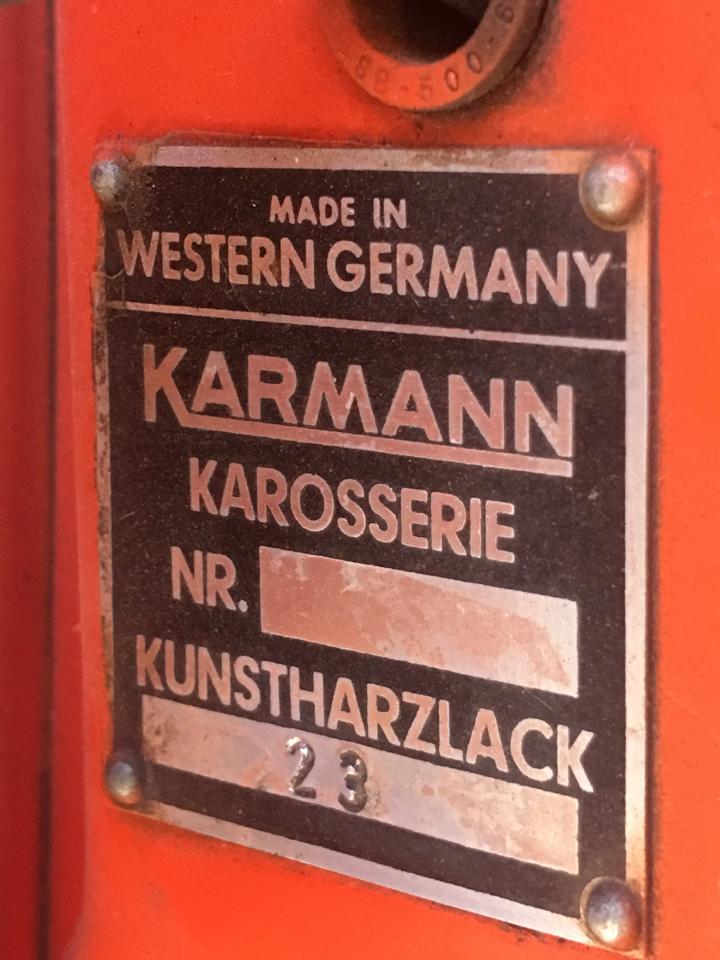 MADE IN
WESTERN GERMANY
KARMANN
KAROSSERIE
NR.
KUNSTHARZLACK
23